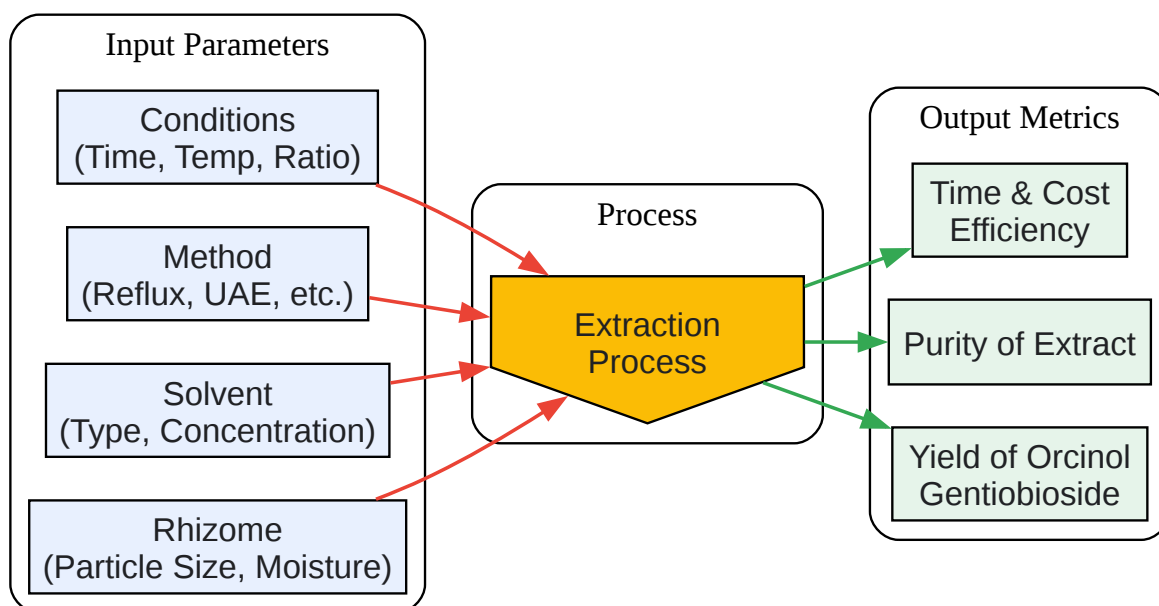 Input Parameters
Conditions
(Time, Temp, Ratio)
Method
(Reflux, UAE, etc.)
Solvent
(Type, Concentration)
Rhizome
(Particle Size, Moisture)
Process
Extraction
Process
Output Metrics
Time & Cost
Efficiency
Purity of Extract
Yield of Orcinol
Gentiobioside